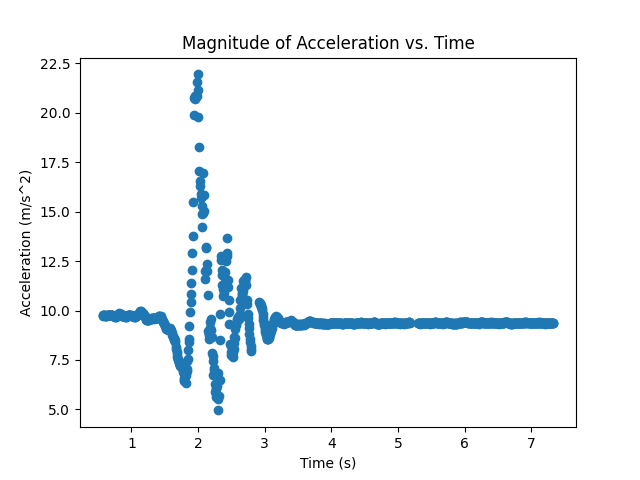 Magnitude of Acceleration vs. Time
22.5
20.0
17.5
15.0
12.5
10.0
7.5
5.0
Acceleration (m/s^2)
1 2 3 4 5 6 7
Time (s)